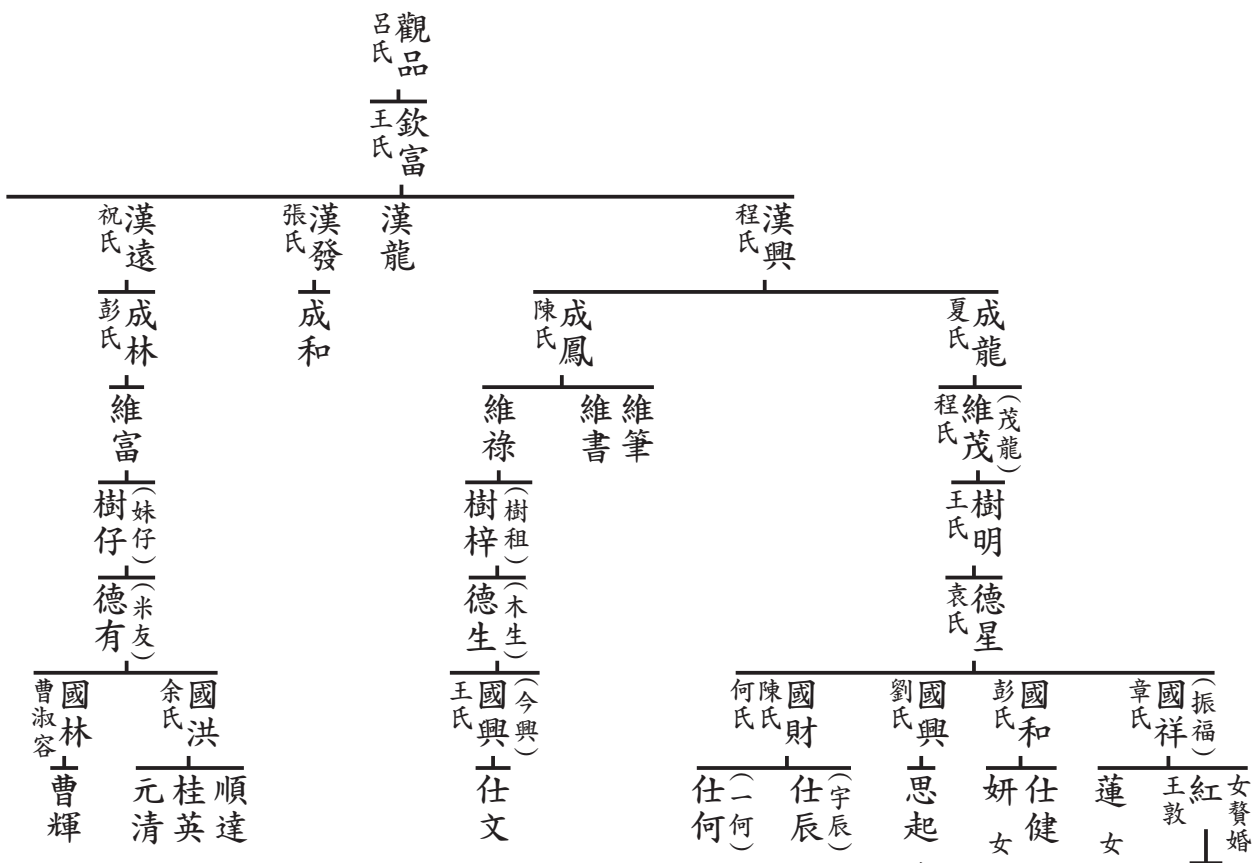 觀品
呂氏
欽富
王氏
漢興
程氏
漢龍
漢發
張氏
漢遠
祝氏
成龍
夏氏
成鳳
陳氏
成和
成林
彭氏
(茂龍)
維茂
程氏
維筆
維書
維祿
維富
樹明
王氏
(樹租)
樹梓
(妹仔)
樹仔
德星
袁氏
(木生)
德生
(米友)
德有
(振福)
國祥
章氏
國和
彭氏
國興
劉氏
國財
陳氏
何氏
(今興)
國興
王氏
國洪
余氏
國林
曹淑容
女贅婚
紅
王敦
蓮 女
仕健
妍 女
思起
(宇辰)
仕辰
(一何)
仕何
仕文
順達
桂英
元清
曹輝